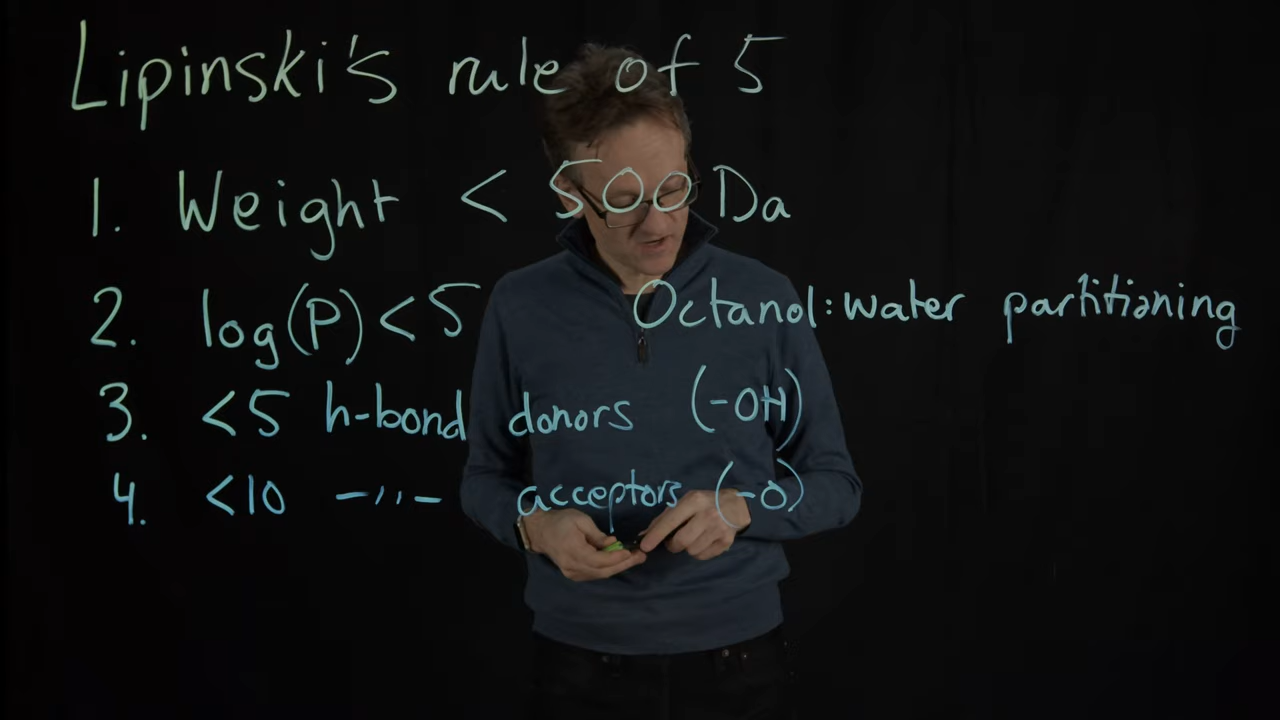 Lipinski's rule of 5
1. Weight < 500 Da
2. log(P) < 5 Octanol:water partitioning
3. <5 h-bond donors (-OH)
4. <10 -〃- acceptors (-O)